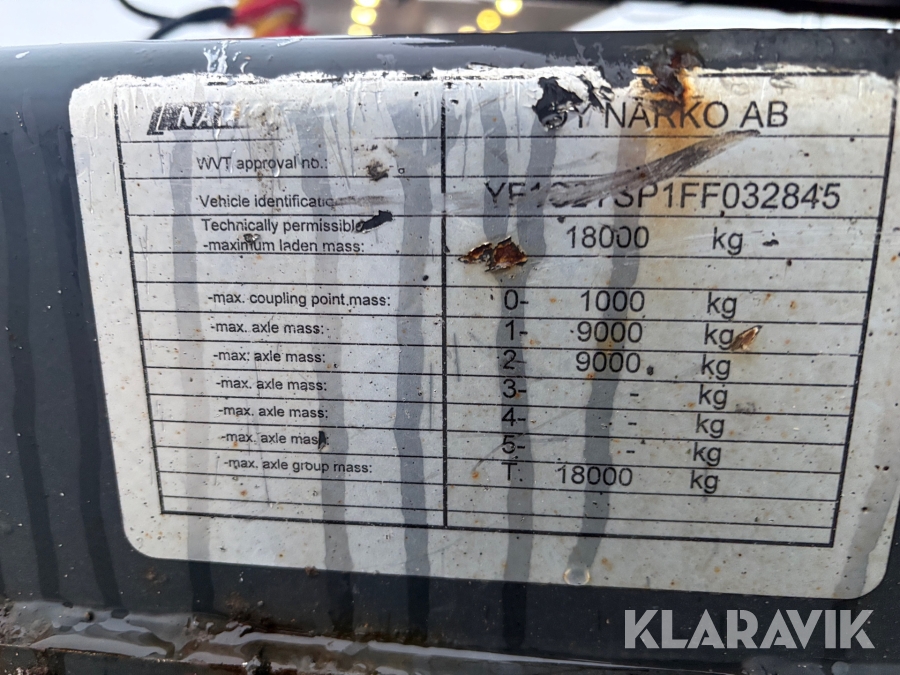 NARKO
OY NARKO AB
WVT approval no.:
Vehicle
Technically permissible
-maximum laden mass: 18000 kg
-max. coupling point mass: 0- 1000 kg
-max. axle mass: 1- 9000 kg
-max. axle mass: 2- 9000 kg
-max. axle mass: 3- - kg
-max. axle mass: 4- - kg
-max. axle mass: 5- - kg
-max. axle group mass: T. 18000 kg
KLARAVIK